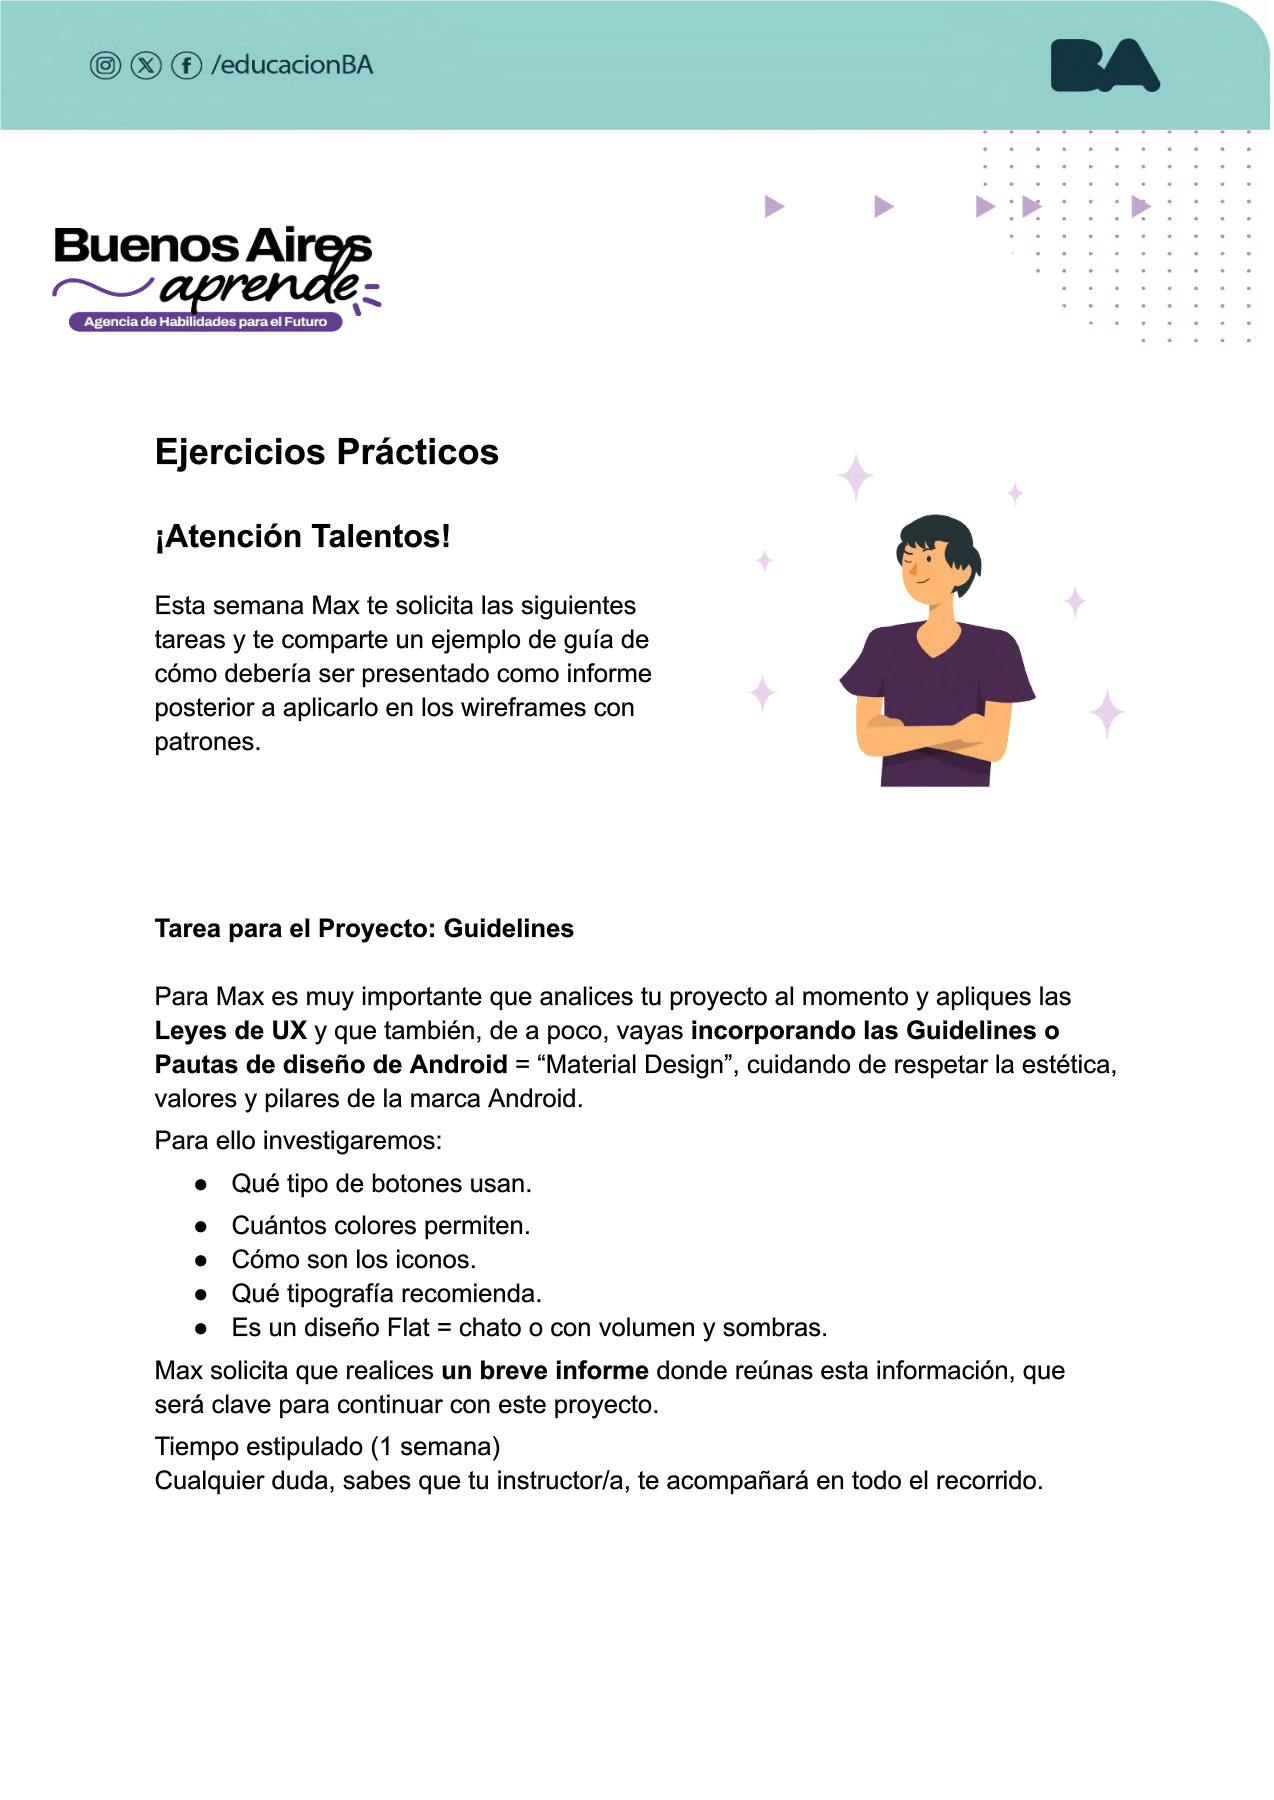 /educacionBA
BA
Buenos Aires
aprende
Agencia de Habilidades para el Futuro
Ejercicios Prácticos
¡Atención Talentos!
Esta semana Max te solicita las siguientes
tareas y te comparte un ejemplo de guía de
cómo debería ser presentado como informe
posterior a aplicarlo en los wireframes con
patrones.
Tarea para el Proyecto: Guidelines
Para Max es muy importante que analices tu proyecto al momento y apliques las
Leyes de UX y que también, de a poco, vayas incorporando las Guidelines o
Pautas de diseño de Android = “Material Design”, cuidando de respetar la estética,
valores y pilares de la marca Android.
Para ello investigaremos:
● Qué tipo de botones usan.
● Cuántos colores permiten.
● Cómo son los iconos.
● Qué tipografía recomienda.
● Es un diseño Flat = chato o con volumen y sombras.
Max solicita que realices un breve informe donde reúnas esta información, que
será clave para continuar con este proyecto.
Tiempo estipulado (1 semana)
Cualquier duda, sabes que tu instructor/a, te acompañará en todo el recorrido.